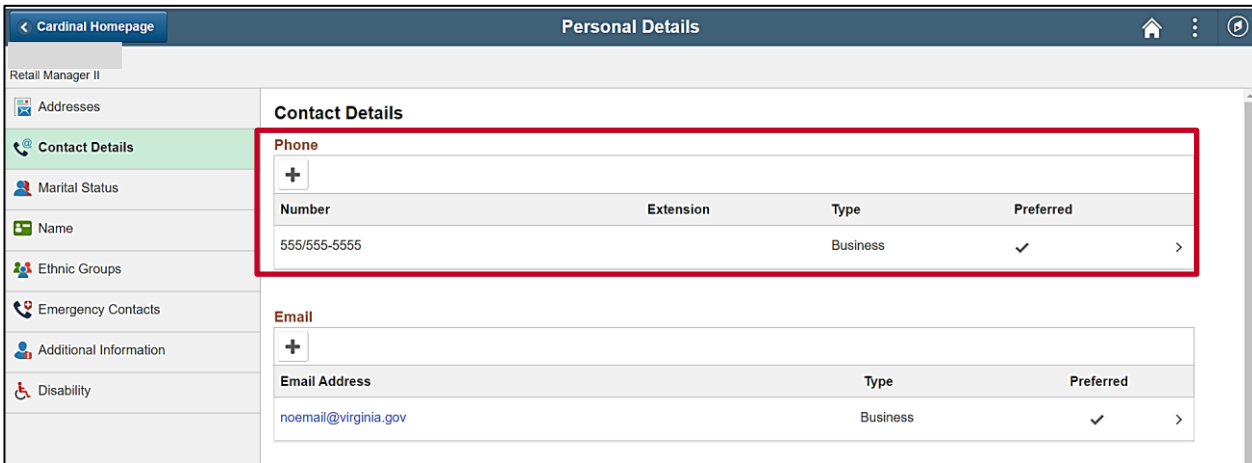 Cardinal Homepage
Personal Details
Retail Manager II
Addresses
Contact Details
Marital Status
Name
Ethnic Groups
Emergency Contacts
Additional Information
Disability
Contact Details
Phone
Number Extension Type Preferred
555/555-5555 Business
Email
Email Address Type Preferred
noemail@virginia.gov Business